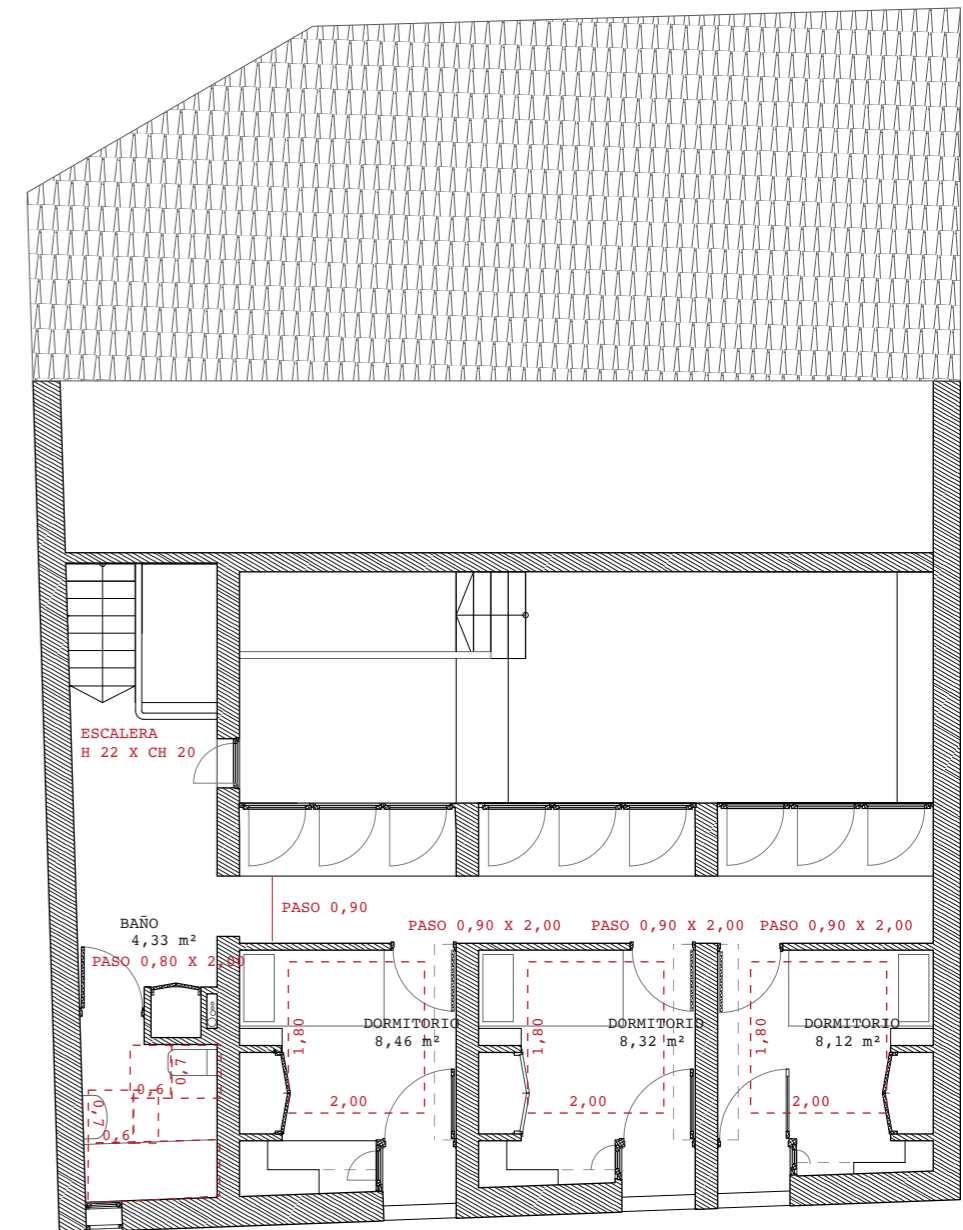 ESCALERA
H 22 X CH 20
PASO 0,90
BAÑO
4,33 m²
PASO 0,80 X 2,00
PASO 0,90 X 2,00
PASO 0,90 X 2,00
PASO 0,90 X 2,00
DORMITORIO
8,46 m²
DORMITORIO
8,32 m²
DORMITORIO
8,12 m²
1,80
1,80
1,80
2,00
2,00
2,00
0,7
0,6
0,7
0,6